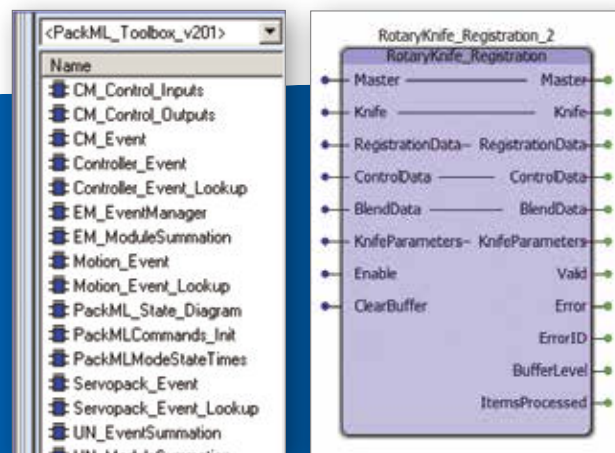 <PackML_Toolbox_v201>
Name
CM_Control_Inputs
CM_Control_Outputs
CM_Event
Controller_Event
Controller_Event_Lookup
EM_EventManager
EM_ModuleSummation
Motion_Event
Motion_Event_Lookup
PackML_State_Diagram
PackMLCommands_Init
PackMLModeStateTimes
Servopack_Event
Servopack_Event_Lookup
UN_EventSummation
RotaryKnife_Registration_2
RotaryKnife_Registration
Master Master
Knife Knife
RegistrationData RegistrationData
ControlData ControlData
BlendData BlendData
KnifeParameters KnifeParameters
Enable Valid
ClearBuffer Error
ErrorID
BufferLevel
ItemsProcessed